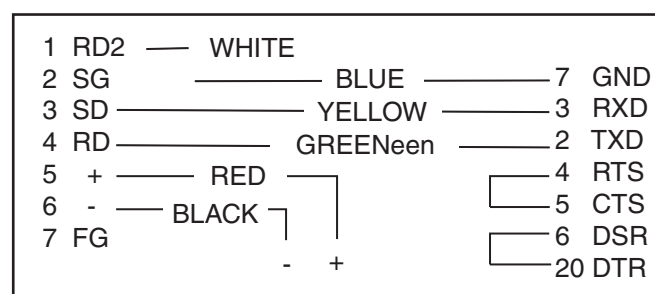 1 RD2 WHITE
2 SG BLUE 7 GND
3 SD YELLOW 3 RXD
4 RD GREENeen 2 TXD
5 + RED 4 RTS
6 - BLACK 5 CTS
7 FG 6 DSR
- + 20 DTR